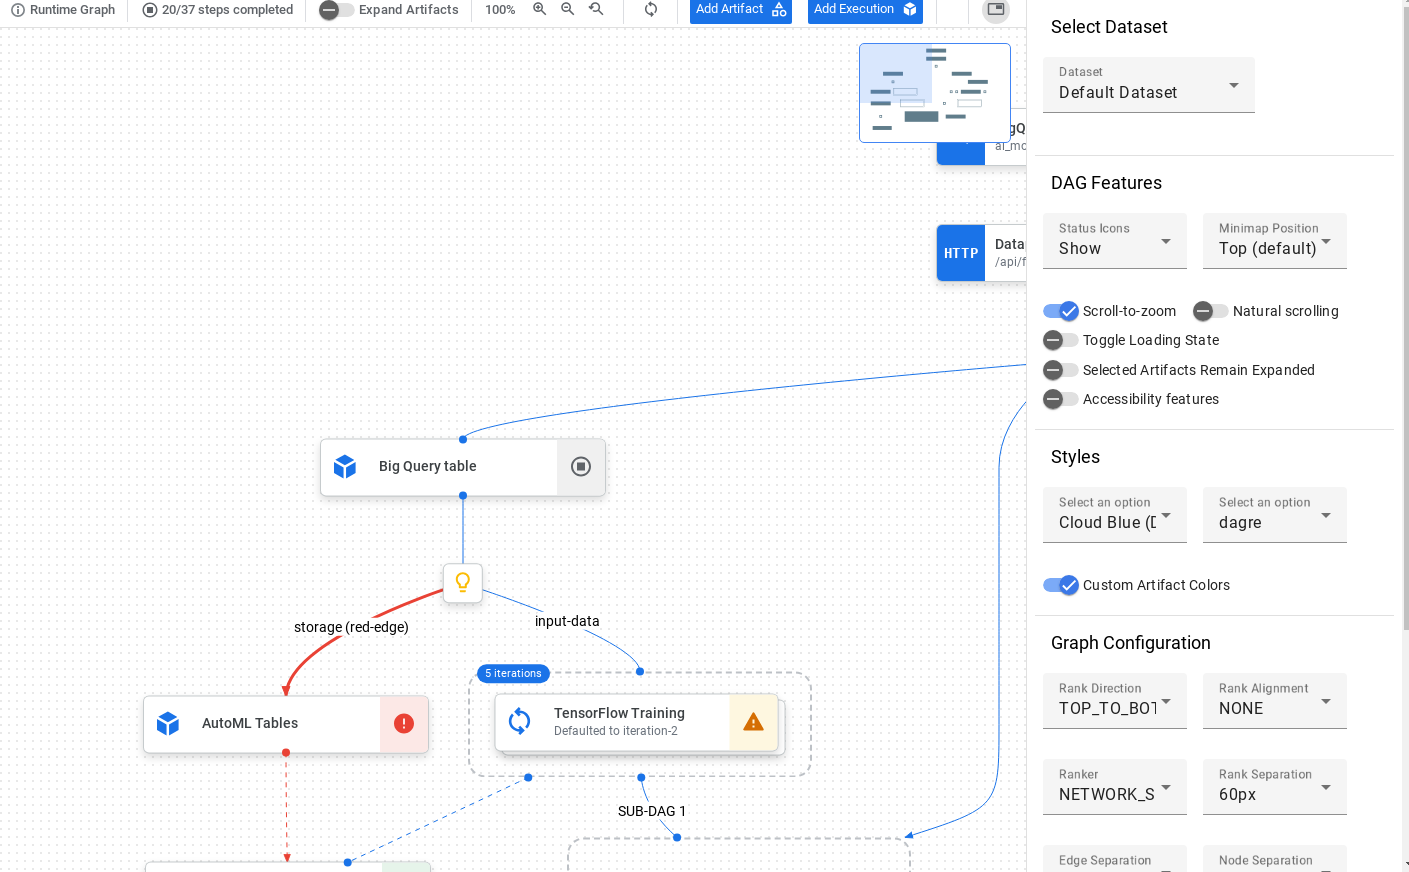 Runtime Graph
20/37 steps completed
Expand Artifacts
100%
Add Artifact
Add Execution
gQ
ai_mo
HTTP
Data
/api/f
Big Query table
storage (red-edge)
input-data
5 iterations
AutoML Tables
TensorFlow Training
Defaulted to iteration-2
SUB-DAG 1
Select Dataset
Dataset
Default Dataset
DAG Features
Status Icons
Show
Minimap Position
Top (default)
Scroll-to-zoom
Natural scrolling
Toggle Loading State
Selected Artifacts Remain Expanded
Accessibility features
Styles
Select an option
Cloud Blue (D
Select an option
dagre
Custom Artifact Colors
Graph Configuration
Rank Direction
TOP_TO_BOT
Rank Alignment
NONE
Ranker
NETWORK_S
Rank Separation
60px
Edge Separation
Node Separation